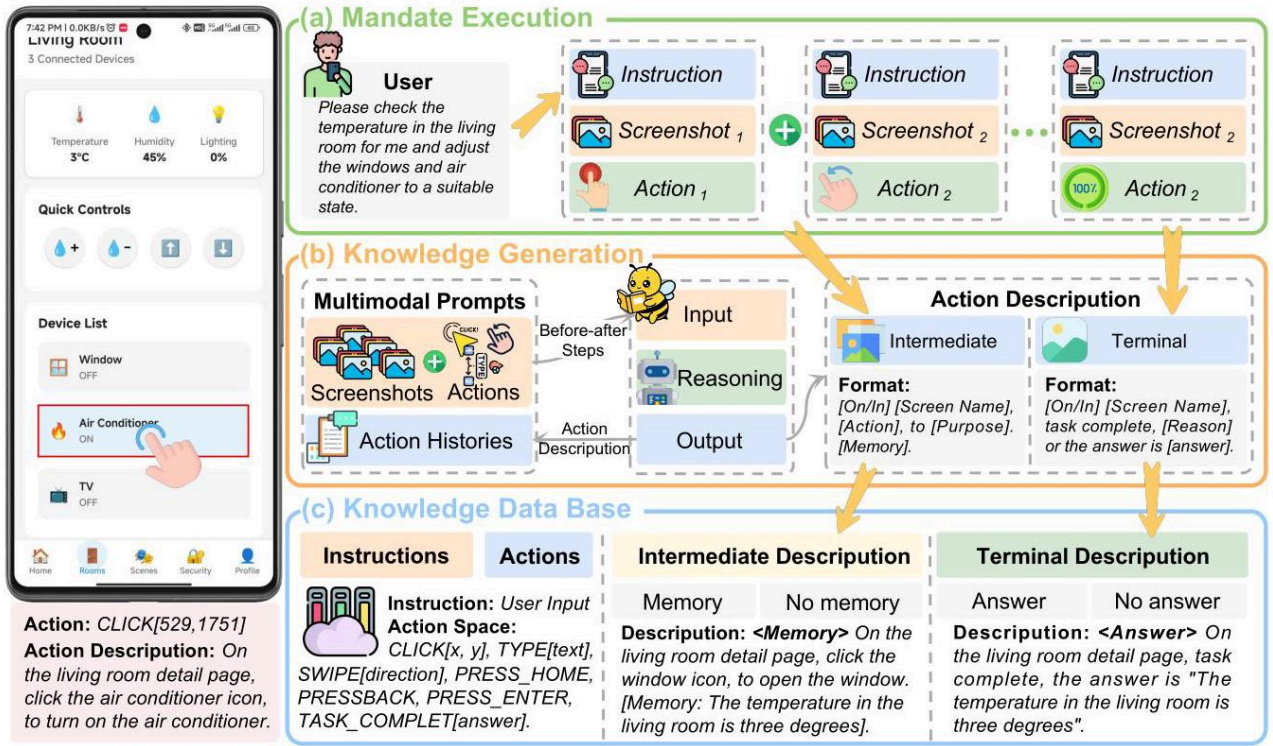 7:42 PM | 0.0KB/s
Living Room
3 Connected Devices
Temperature
3°C
Humidity
45%
Lighting
0%
Quick Controls
+
-
Device List
Window
OFF
Air Conditioner
ON
TV
OFF
Home
Rooms
Scenes
Security
Profile
Action: CLICK[529,1751]
Action Descripution: On
the living room detail page,
click the air conditioner icon,
to turn on the air conditioner.
(a) Mandate Execution
User
Please check the
temperature in the living
room for me and adjust
the windows and air
conditioner to a suitable
state.
Instruction
Screenshot 1
Action 1
Instruction
Screenshot 2
Action 2
Instruction
Screenshot 2
100%
Action 2
(b) Knowledge Generation
Multimodal Prompts
CLICK!
TYPE
Screenshots
Actions
Action Histories
Before-after
Steps
Action
Descripution
Input
Reasoning
Output
Action Descripution
Intermediate
Format:
[On/In] [Screen Name],
[Action], to [Purpose].
[Memory].
Terminal
Format:
[On/In] [Screen Name],
task complete, [Reason]
or the answer is [answer].
(c) Knowledge Data Base
Instructions
Actions
Instruction: User Input
Action Space:
CLICK[x, y], TYPE[text],
SWIPE[direction], PRESS_HOME,
PRESSBACK, PRESS_ENTER,
TASK_COMPLET[answer].
Intermediate Descripution
Memory
No memory
Descripution: <Memory> On the
living room detail page, click the
window icon, to open the window.
[Memory: The temperature in the
living room is three degrees].
Terminal Descripution
Answer
No answer
Descripution: <Answer> On
the living room detail page, task
complete, the answer is "The
temperature in the living room is
three degrees".